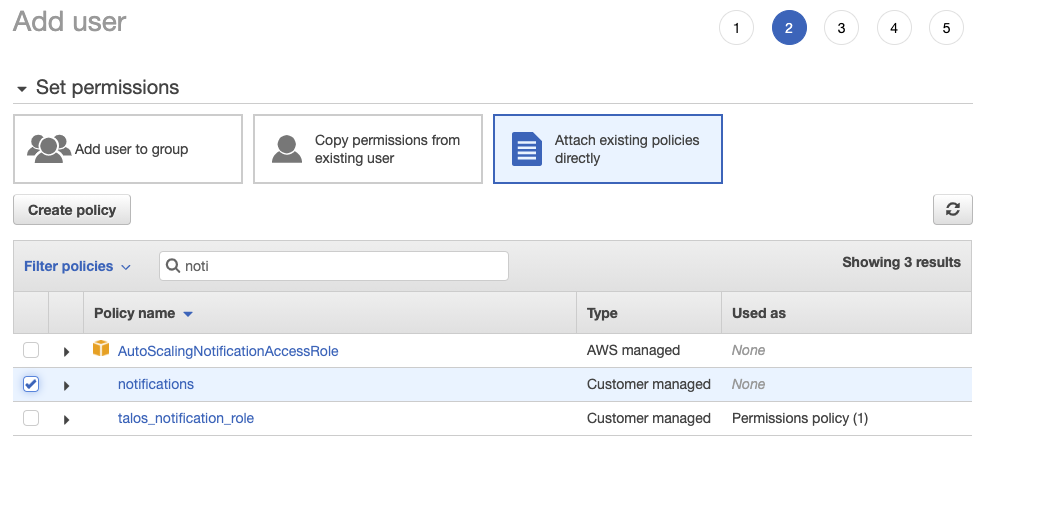 Add user
1 2 3 4 5
Set permissions
Add user to group
Copy permissions from
existing user
Attach existing policies
directly
Create policy
Filter policies
noti
Showing 3 results
Policy name Type Used as
AutoScalingNotificationAccessRole AWS managed None
notifications Customer managed None
talos_notification_role Customer managed Permissions policy (1)